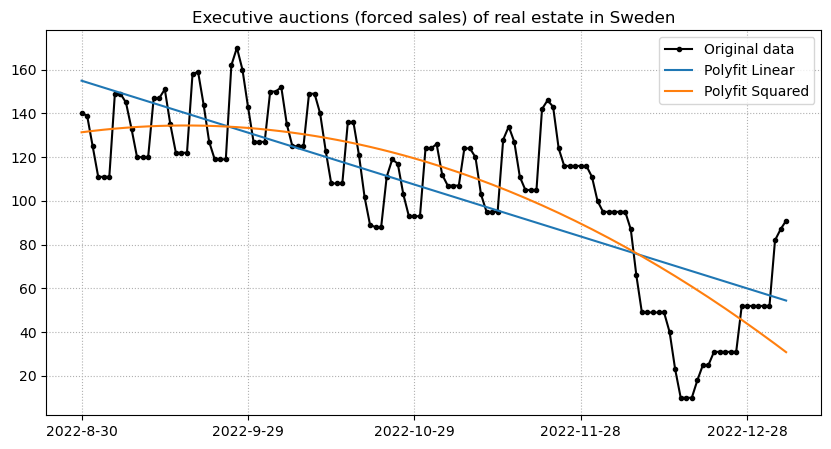 Executive auctions (forced sales) of real estate in Sweden
Original data
Polyfit Linear
Polyfit Squared
160
140
120
100
80
60
40
20
2022-8-30 2022-9-29 2022-10-29 2022-11-28 2022-12-28